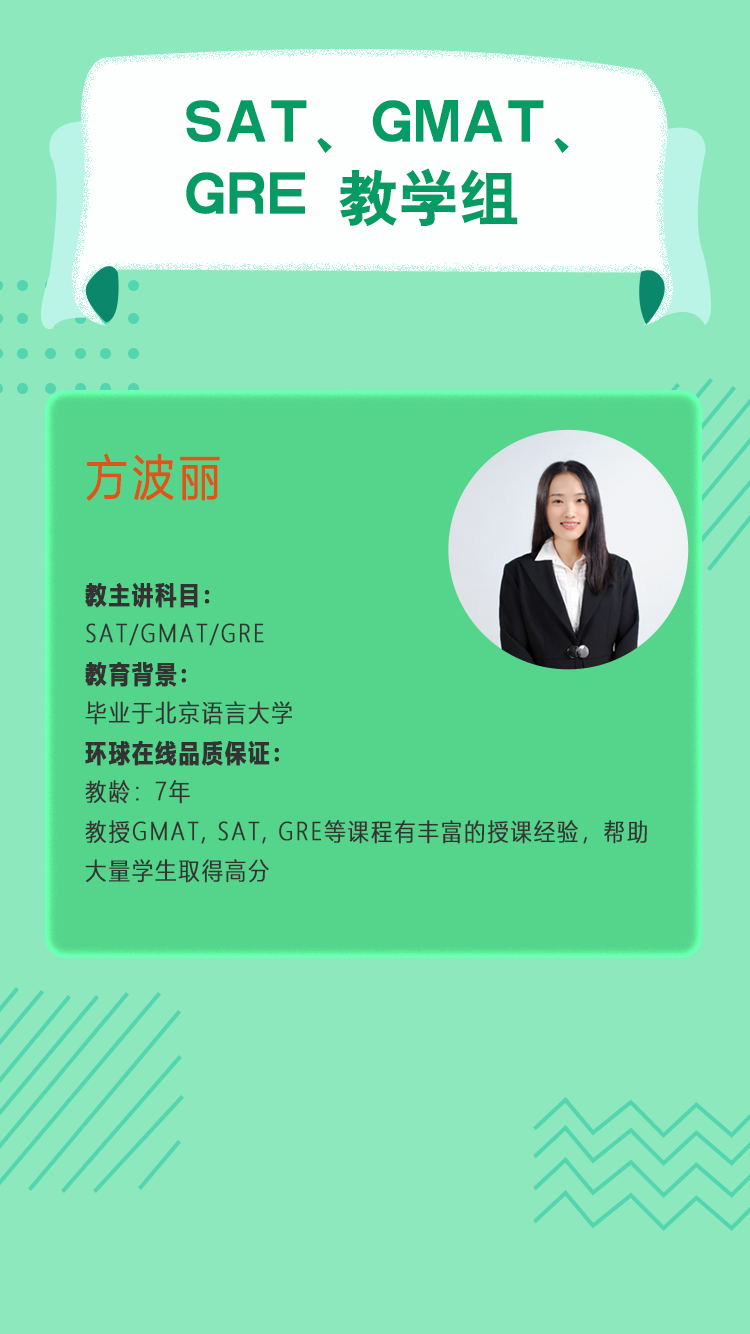 SAT、GMAT、
GRE 教学组
方波丽
教主讲科目：
SAT/GMAT/GRE
教育背景：
毕业于北京语言大学
环球在线品质保证：
教龄：7年
教授GMAT, SAT, GRE等课程有丰富的授课经验，帮助
大量学生取得高分